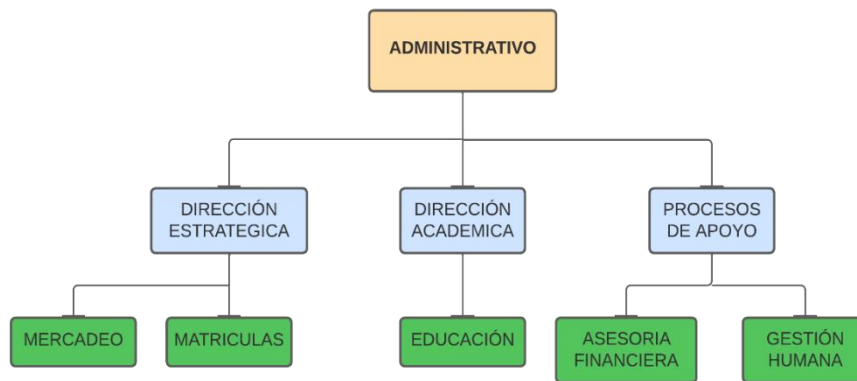 ADMINISTRATIVO
DIRECCIÓN
ESTRATEGICA
DIRECCIÓN
ACADEMICA
PROCESOS
DE APOYO
MERCADEO
MATRICULAS
EDUCACIÓN
ASESORIA
FINANCIERA
GESTIÓN
HUMANA